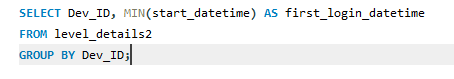 SELECT Dev_ID, MIN(start_datetime) AS first_login_datetime
FROM level_details2
GROUP BY Dev_ID;